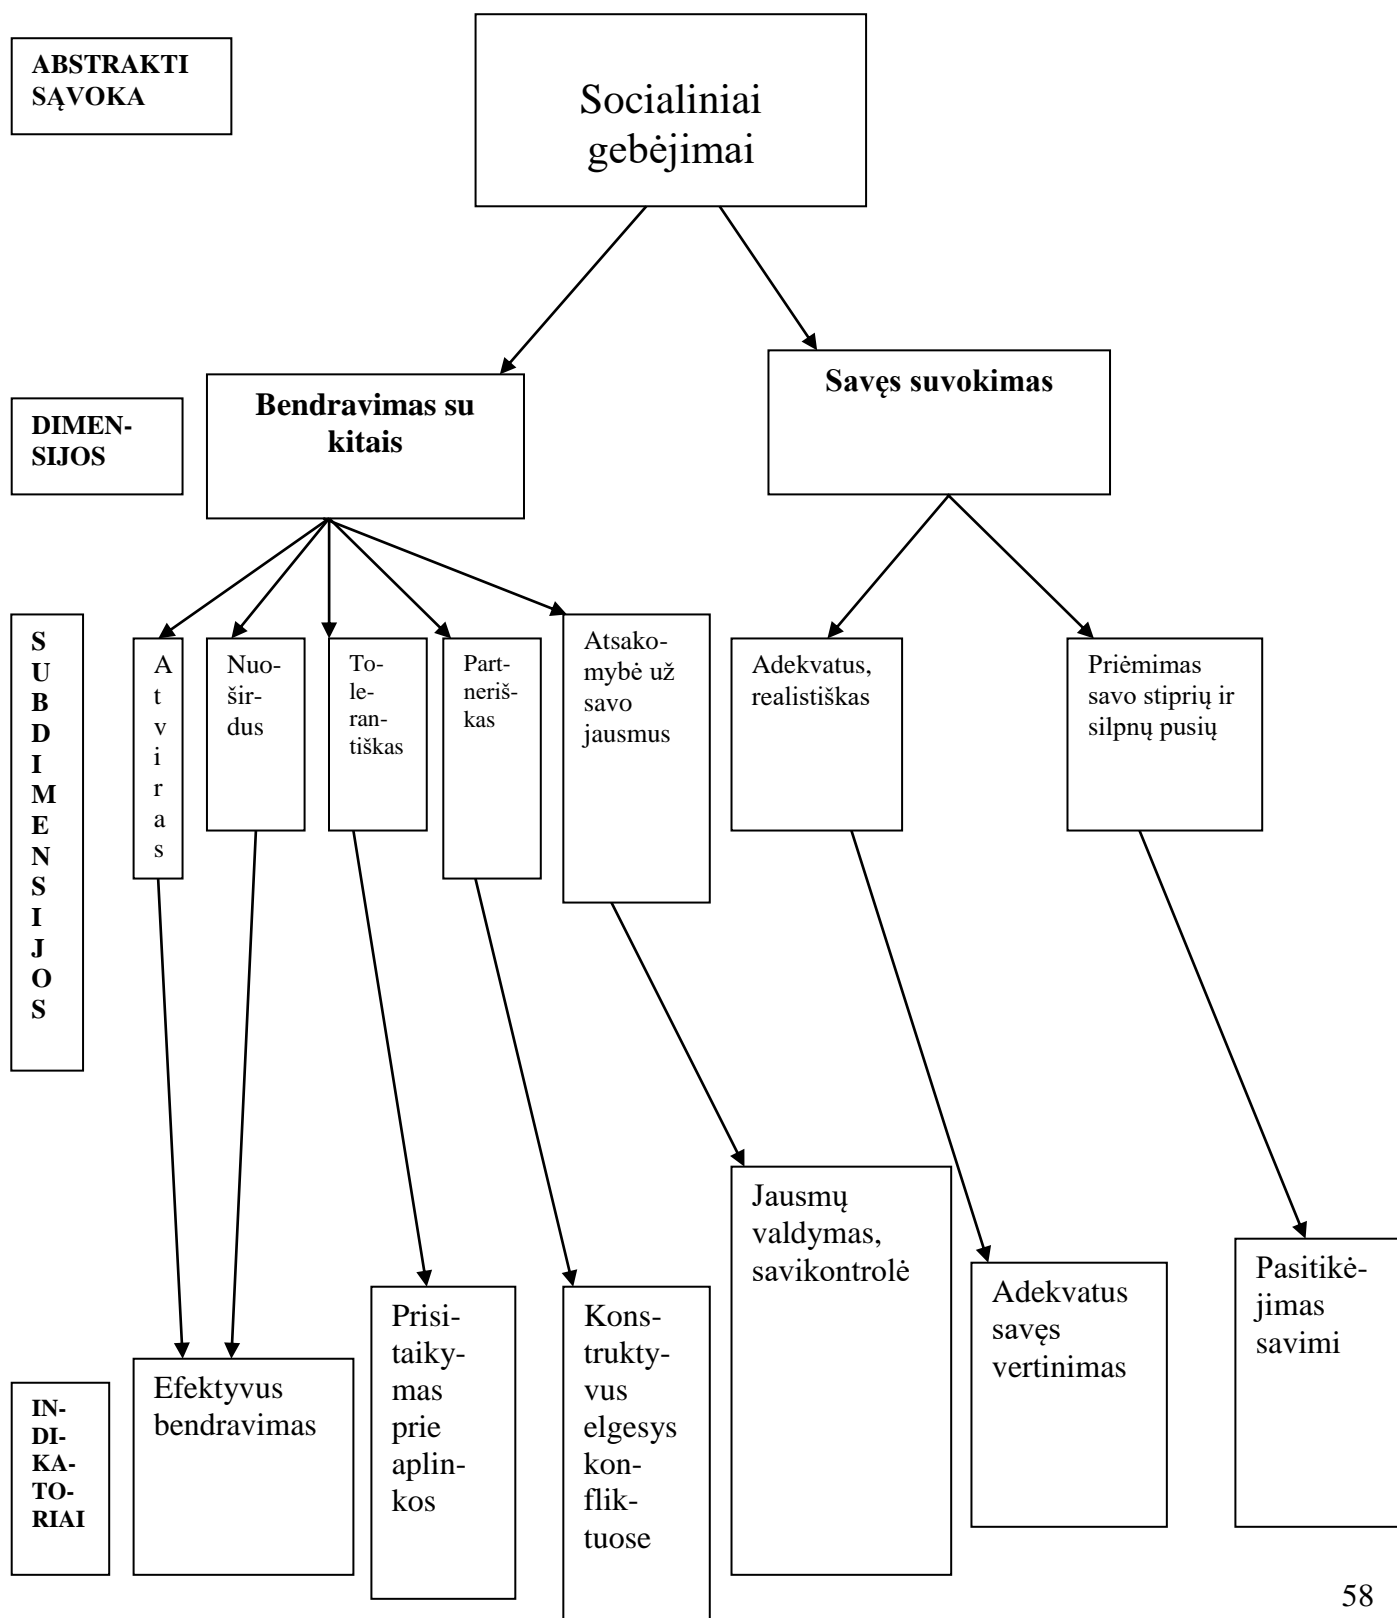 ABSTRAKTI
SĄVOKA
Socialiniai
gebėjimai
DIMEN-
SIJOS
Bendravimas su
kitais
Savęs suvokimas
S
U
B
D
I
M
E
N
S
I
J
O
S
A
t
v
i
r
a
s
Nuo-
šir-
dus
To-
le-
ran-
tiškas
Part-
neriš-
kas
Atsako-
mybė už
savo
jausmus
Adekvatus,
realistiškas
Priėmimas
savo stiprių ir
silpnų pusių
IN-
DI-
KA-
TO-
RIAI
Efektyvus
bendravimas
Prisi-
taiky-
mas
prie
aplin-
kos
Kons-
trukty-
vus
elgesys
kon-
flik-
tuose
Jausmų
valdymas,
savikontrolė
Adekvatus
savęs
vertinimas
Pasitikė-
jimas
savimi
58